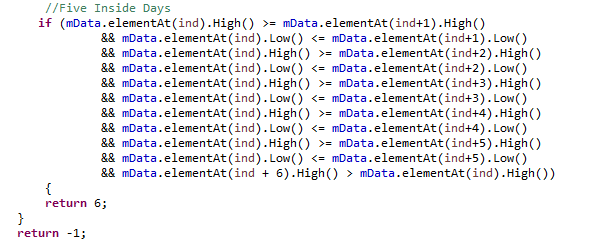 //Five Inside Days
if (mData.elementAt(ind).High() >= mData.elementAt(ind+1).High()
&& mData.elementAt(ind).Low() <= mData.elementAt(ind+1).Low()
&& mData.elementAt(ind).High() >= mData.elementAt(ind+2).High()
&& mData.elementAt(ind).Low() <= mData.elementAt(ind+2).Low()
&& mData.elementAt(ind).High() >= mData.elementAt(ind+3).High()
&& mData.elementAt(ind).Low() <= mData.elementAt(ind+3).Low()
&& mData.elementAt(ind).High() >= mData.elementAt(ind+4).High()
&& mData.elementAt(ind).Low() <= mData.elementAt(ind+4).Low()
&& mData.elementAt(ind).High() >= mData.elementAt(ind+5).High()
&& mData.elementAt(ind).Low() <= mData.elementAt(ind+5).Low()
&& mData.elementAt(ind + 6).High() > mData.elementAt(ind).High())
{
return 6;
}
return -1;